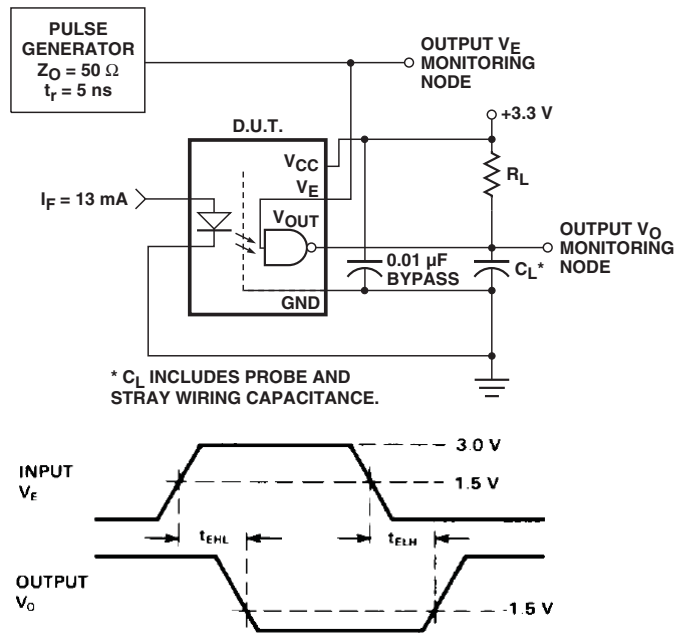 PULSE
GENERATOR
ZO = 50 Ω
tr = 5 ns
OUTPUT VE
MONITORING
NODE
+3.3 V
D.U.T.
VCC
VE
RL
IF = 13 mA
VOUT
OUTPUT VO
MONITORING
NODE
0.01 µF
BYPASS
CL*
GND
* CL INCLUDES PROBE AND
STRAY WIRING CAPACITANCE.
INPUT
VE
3.0 V
1.5 V
tEHL
tELH
OUTPUT
VO
1.5 V